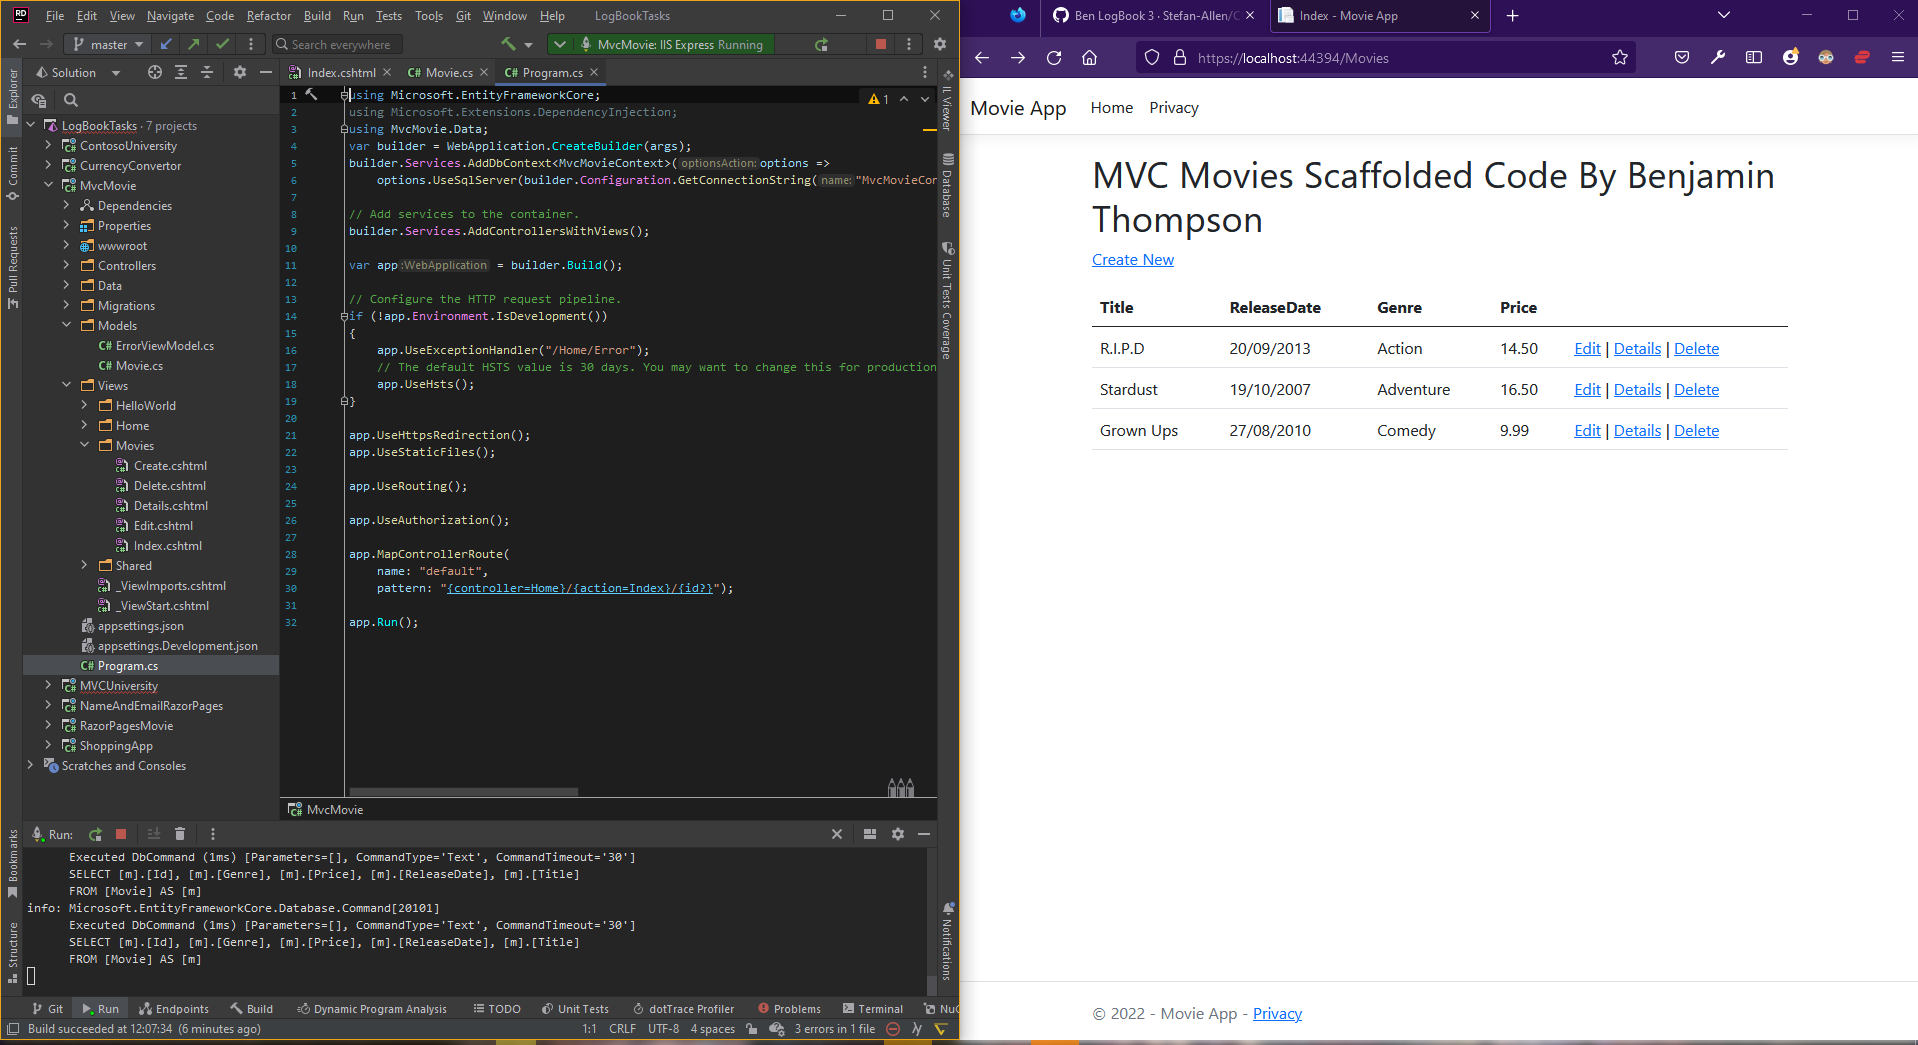 RD File Edit View Navigate Code Refactor Build Run Tests Tools Git Window Help LogBookTasks
master Search everywhere MvcMovie: IIS Express Running
Solution Index.cshtml Movie.cs Program.cs
Explorer
Commit
Pull Requests
Bookmarks
Structure
LogBookTasks · 7 projects
ContosoUniversity
CurrencyConvertor
MvcMovie
Dependencies
Properties
wwwroot
Controllers
Data
Migrations
Models
C# ErrorViewModel.cs
C# Movie.cs
Views
HelloWorld
Home
Movies
Create.cshtml
Delete.cshtml
Details.cshtml
Edit.cshtml
Index.cshtml
Shared
_ViewImports.cshtml
_ViewStart.cshtml
appsettings.json
appsettings.Development.json
C# Program.cs
MVCUniversity
NameAndEmailRazorPages
RazorPagesMovie
ShoppingApp
Scratches and Consoles
1 using Microsoft.EntityFrameworkCore; 1
2 using Microsoft.Extensions.DependencyInjection;
3 using MvcMovie.Data;
4 var builder = WebApplication.CreateBuilder(args);
5 builder.Services.AddDbContext<MvcMovieContext>(optionsAction: options =>
6 options.UseSqlServer(builder.Configuration.GetConnectionString(name: "MvcMovieCon
7
8 // Add services to the container.
9 builder.Services.AddControllersWithViews();
10
11 var app :WebApplication = builder.Build();
12
13 // Configure the HTTP request pipeline.
14 if (!app.Environment.IsDevelopment())
15 {
16 app.UseExceptionHandler("/Home/Error");
17 // The default HSTS value is 30 days. You may want to change this for production
18 app.UseHsts();
19 }
20
21 app.UseHttpsRedirection();
22 app.UseStaticFiles();
23
24 app.UseRouting();
25
26 app.UseAuthorization();
27
28 app.MapControllerRoute(
29 name: "default",
30 pattern: "{controller=Home}/{action=Index}/{id?}");
31
32 app.Run();
MvcMovie
IL Viewer
Database
Unit Tests Coverage
Notifications
Run:
Executed DbCommand (1ms) [Parameters=[], CommandType='Text', CommandTimeout='30']
SELECT [m].[Id], [m].[Genre], [m].[Price], [m].[ReleaseDate], [m].[Title]
FROM [Movie] AS [m]
info: Microsoft.EntityFrameworkCore.Database.Command[20101]
Executed DbCommand (1ms) [Parameters=[], CommandType='Text', CommandTimeout='30']
SELECT [m].[Id], [m].[Genre], [m].[Price], [m].[ReleaseDate], [m].[Title]
FROM [Movie] AS [m]
Git Run Endpoints Build Dynamic Program Analysis TODO Unit Tests dotTrace Profiler Problems Terminal NuG
Build succeeded at 12:07:34 (6 minutes ago) 1:1 CRLF UTF-8 4 spaces 3 errors in 1 file
Ben LogBook 3 · Stefan-Allen/C Index - Movie App
https://localhost:44394/Movies
Movie App Home Privacy
MVC Movies Scaffolded Code By Benjamin
Thompson
Create New
Title ReleaseDate Genre Price
R.I.P.D 20/09/2013 Action 14.50 Edit | Details | Delete
Stardust 19/10/2007 Adventure 16.50 Edit | Details | Delete
Grown Ups 27/08/2010 Comedy 9.99 Edit | Details | Delete
© 2022 - Movie App - Privacy